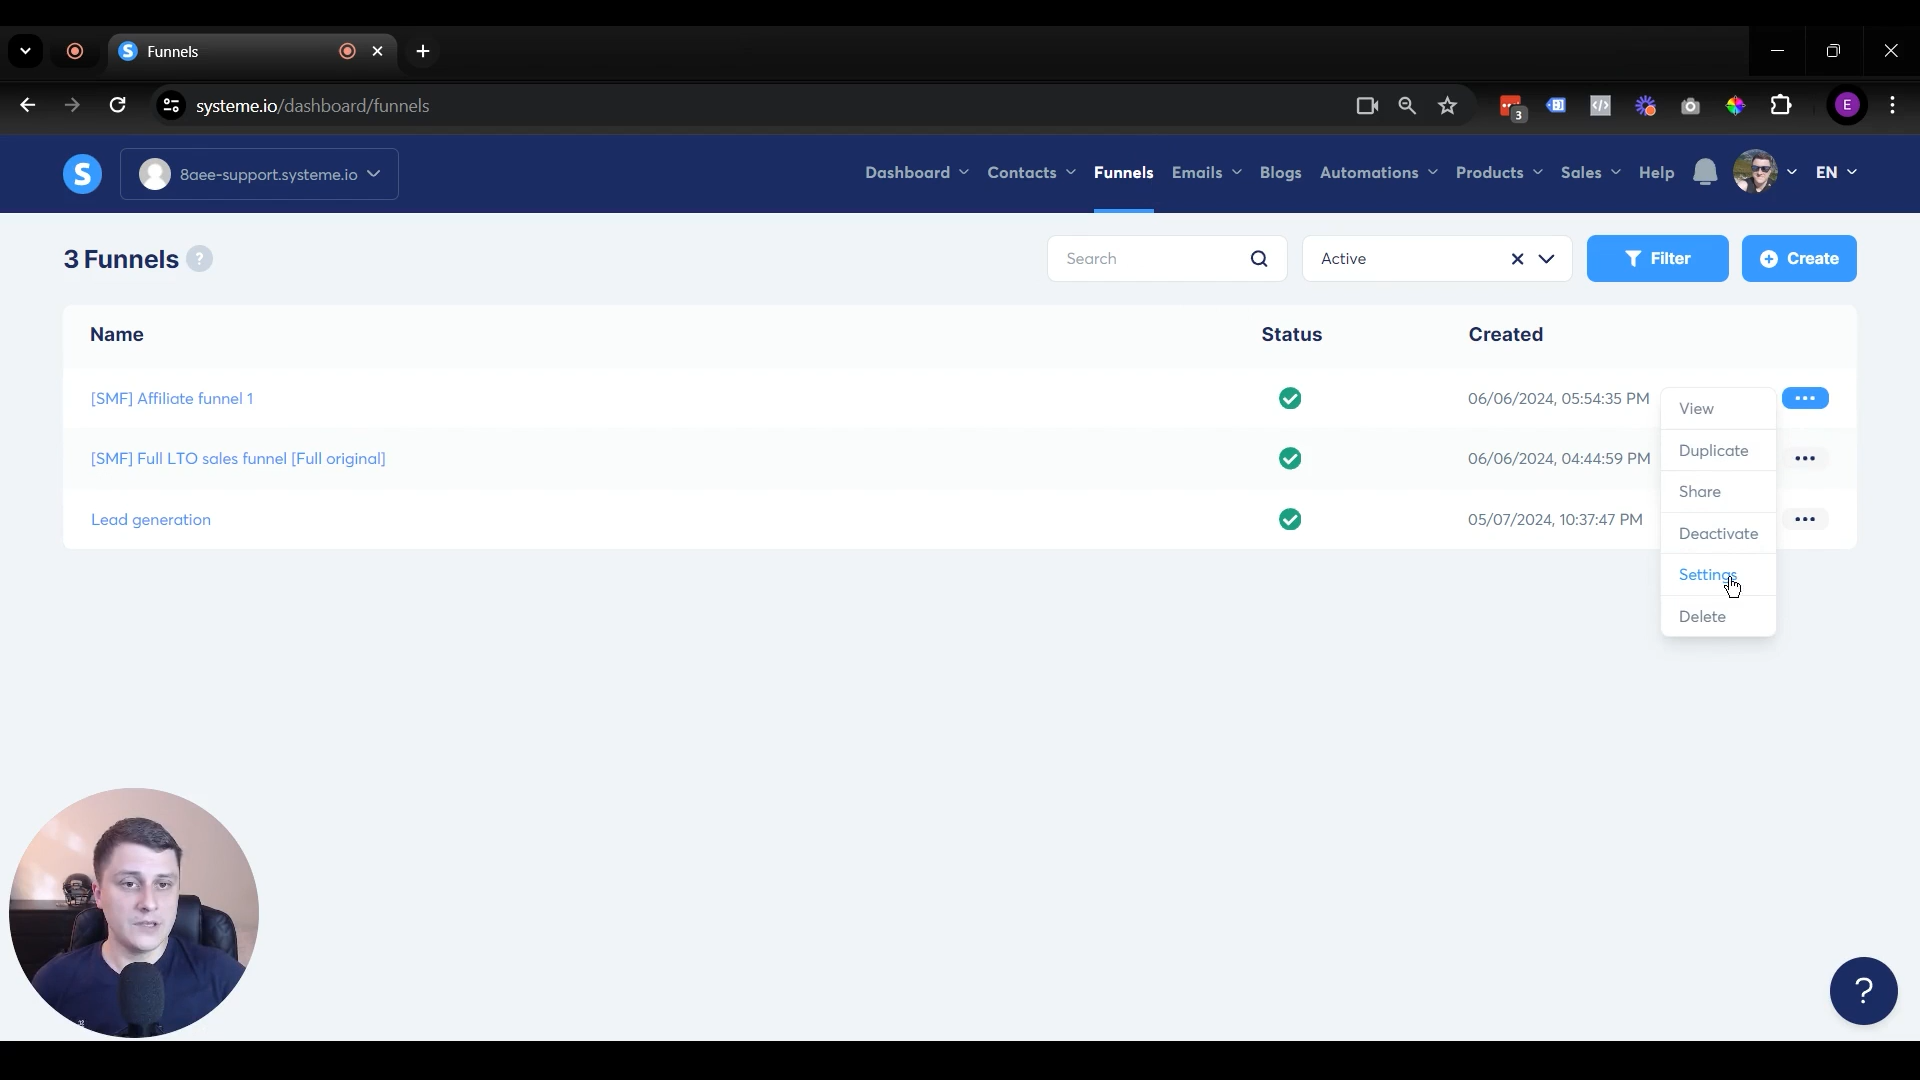 Funnels
systeme.io/dashboard/funnels
3
E
S
8aee-support.systeme.io
Dashboard
Contacts
Funnels
Emails
Blogs
Automations
Products
Sales
Help
EN
3 Funnels ?
Search
Active
Filter
Create
Name
Status
Created
[SMF] Affiliate funnel 1
06/06/2024, 05:54:35 PM
[SMF] Full LTO sales funnel [Full original]
06/06/2024, 04:44:59 PM
Lead generation
05/07/2024, 10:37:47 PM
View
Duplicate
Share
Deactivate
Settings
Delete
?